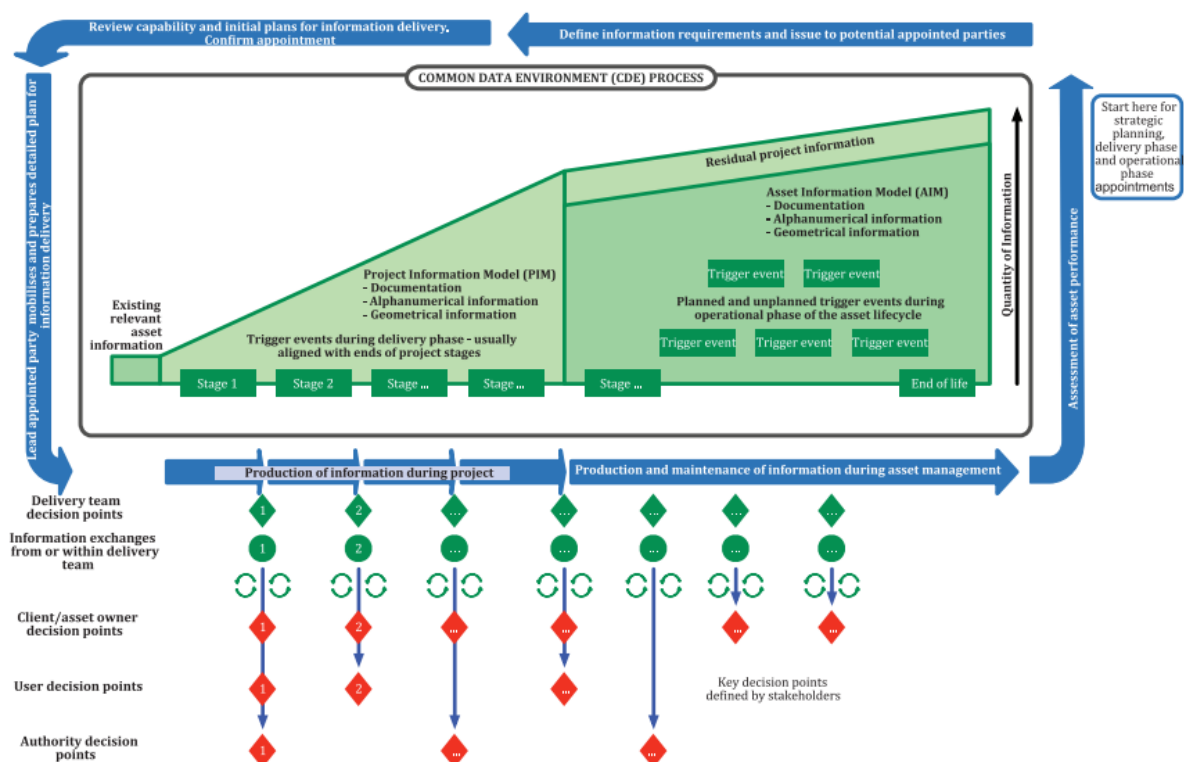 Review capability and initial plans for information delivery.
Confirm appointment
Define information requirements and issue to potential appointed parties
COMMON DATA ENVIRONMENT (CDE) PROCESS
Lead appointed party mobilises and prepares detailed plan for
information delivery
Start here for
strategic
planning,
delivery phase
and operational
phase
appointments
Residual project information
Asset Information Model (AIM)
- Documentation
- Alphanumerical information
- Geometrical information
Quantity of Information
Assessment of asset performance
Project Information Model (PIM)
- Documentation
- Alphanumerical information
- Geometrical information
Trigger event
Trigger event
Existing
relevant
asset
information
Planned and unplanned trigger events during
operational phase of the asset lifecycle
Trigger events during delivery phase - usually
aligned with ends of project stages
Trigger event
Trigger event
Trigger event
Stage 1
Stage 2
Stage ...
Stage ...
Stage ...
End of life
Production of information during project
Production and maintenance of information during asset management
Delivery team
decision points
1
2
...
...
...
...
...
Information exchanges
from or within delivery
team
1
2
...
...
...
...
...
Client/asset owner
decision points
1
2
...
...
...
...
User decision points
1
2
...
Key decision points
defined by stakeholders
Authority decision
points
1
...
...